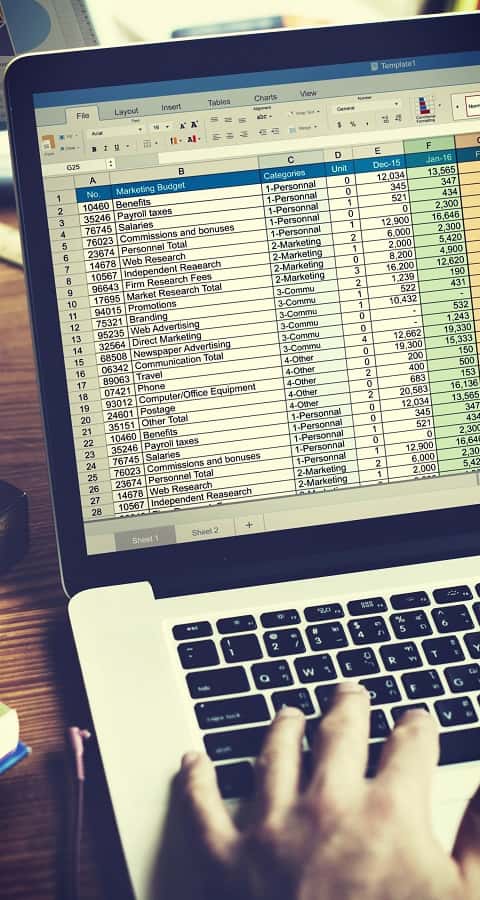 Template1
File Layout Insert Tables Charts View
Font Alignment Number
Arial 16 abc General
B I U $ %
G25
A B C D E F
1 No. Marketing Budget Categories Unit Dec-15 Jan-16
2 10460 Benefits 1-Personnal 0 12,034 13,565
3 35246 Payroll taxes 1-Personnal 0 345 347
4 76745 Salaries 1-Personnal 1 521 434
5 76023 Commissions and bonuses 1-Personnal 0 0 2,300
6 23674 Personnel Total 1-Personnal 1 12,900 16,646
7 14678 Web Research 2-Marketing 2 6,000 2,300
8 10567 Independent Reaearch 2-Marketing 1 2,000 5,420
9 96643 Firm Research Fees 2-Marketing 0 8,200 4,900
10 17695 Market Research Total 2-Marketing 3 16,200 12,620
11 94015 Promotions 3-Commu 2 1,239 190
12 75321 Branding 3-Commu 1 522 431
13 95235 Web Advertising 3-Commu 1 10,432 -
14 32564 Direct Marketing 3-Commu 0 - 532
15 68508 Newspaper Advertising 3-Commu 0 - 1,243
16 06342 Communication Total 3-Commu 4 12,662 19,330
17 89063 Travel 4-Other 0 19,300 15,333
18 07421 Phone 4-Other 0 200 150
19 93012 Computer/Office Equipment 4-Other 2 400 500
20 24601 Postage 4-Other 0 683 153
21 35151 Other Total 4-Other 2 20,583 16,136
22 10460 Benefits 1-Personnal 0 12,034 13,565
23 35246 Payroll taxes 1-Personnal 0 345 347
24 76745 Salaries 1-Personnal 1 521 434
25 76023 Commissions and bonuses 1-Personnal 0 0 2,300
26 23674 Personnel Total 1-Personnal 1 12,900 16,646
27 14678 Web Research 2-Marketing 2 6,000 2,300
28 10567 Independent Reasearch 2-Marketing 1 2,000 5,420
Sheet 1 Sheet 2 +
! 1 @ 2 # 3 $ 4 % 5 ^ 6
tab Q W E R T Y
D F G
V